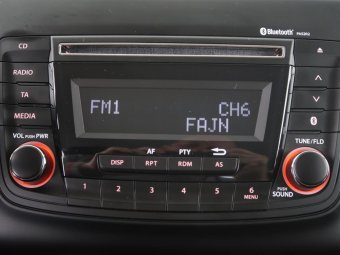 Bluetooth
CD
RADIO
TA
MEDIA
VOL PUSH PWR
FM1 CH6
FAJN
AF PTY
DISP RPT RDM AS
1 2 3 4 5 6
MENU
TUNE/FLD
PUSH
SOUND